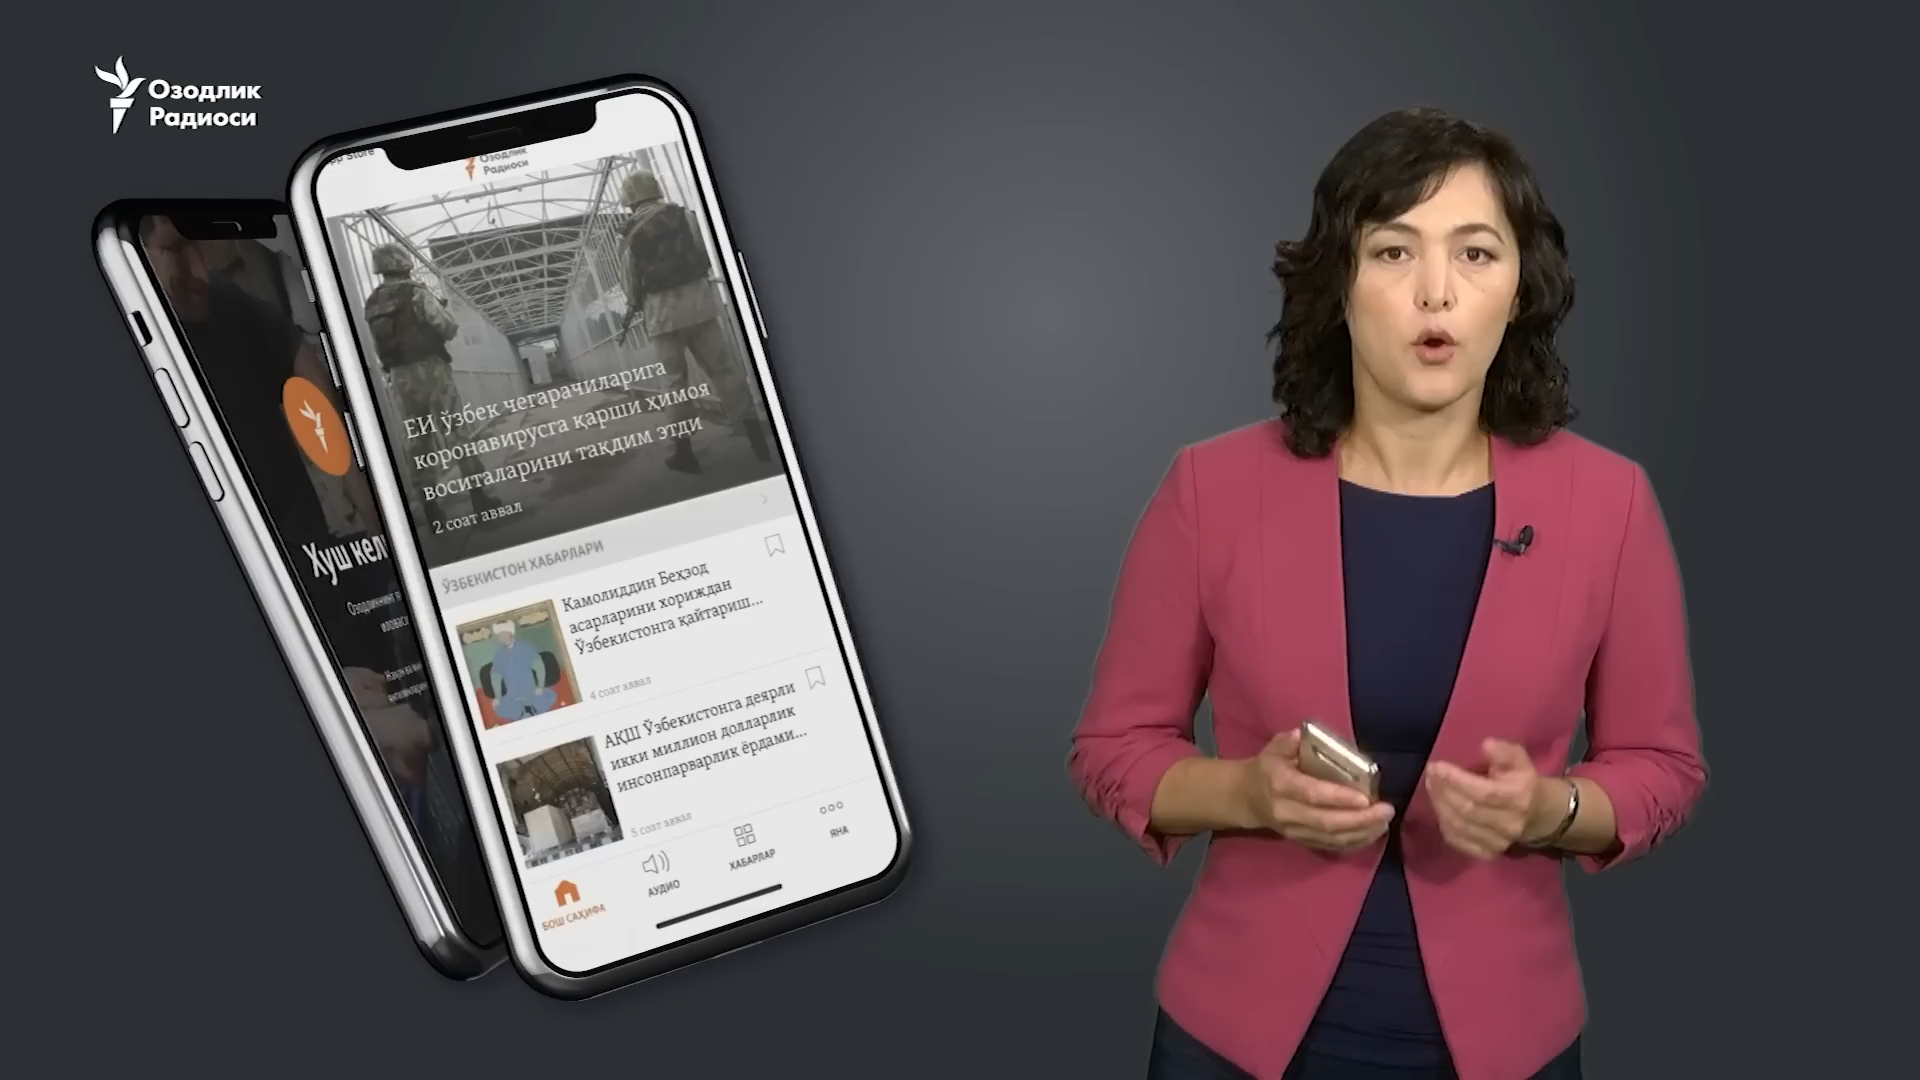 Озодлик
Радиоси
pp Store
Озодлик
Радиоси
ЕИ ўзбек чегарачиларига
коронавирусга қарши ҳимоя
воситаларини тақдим этди
2 соат аввал
ЎЗБЕКИСТОН ХАБАРЛАРИ
Камолиддин Беҳзод
асарларини хориждан
Ўзбекистонга қайтариш...
4 соат аввал
АҚШ Ўзбекистонга деярли
икки миллион долларлик
инсонпарварлик ёрдами...
5 соат аввал
БОШ САҲИФА
АУДИО
ХАБАРЛАР
ЯНА
Хуш кел